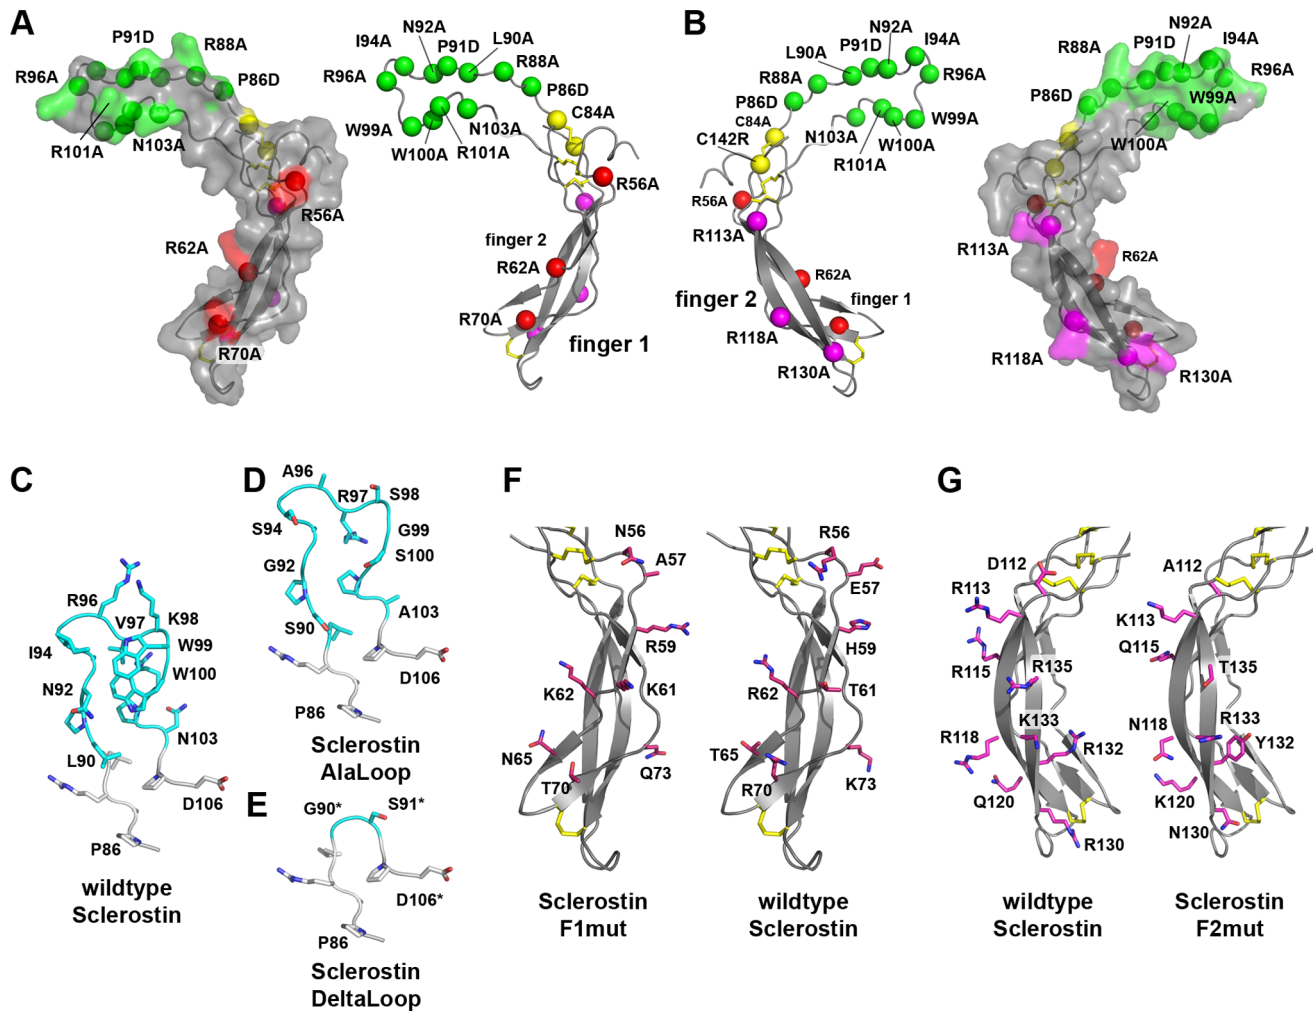 A
P91D
R88A
R96A
P86D
R101A
N103A
R56A
R62A
R70A
N92A
L90A
I94A
R88A
R96A
P86D
C84A
W99A
N103A
W100A
R101A
R56A
finger 2
R62A
R70A
finger 1
B
N92A
P91D
I94A
L90A
R88A
R96A
P86D
C84A
W99A
C142R
N103A
W100A
R101A
R56A
R113A
R62A
finger 2
finger 1
R118A
R130A
N92A
P91D
I94A
R88A
R96A
P86D
W99A
W100A
R113A
R62A
R118A
R130A
C
R96
V97
K98
I94
W99
W100
N92
N103
L90
D106
P86
wildtype
Sclerostin
D
A96
R97
S98
S94
G99
S100
G92
A103
S90
D106
P86
Sclerostin
AlaLoop
E
G90*
S91*
D106*
P86
Sclerostin
DeltaLoop
F
N56
A57
R59
K62
K61
N65
T70
Q73
Sclerostin
F1mut
R56
E57
H59
R62
T61
T65
R70
K73
wildtype
Sclerostin
G
D112
R113
R115
R135
K133
R118
R132
Q120
R130
wildtype
Sclerostin
A112
K113
Q115
T135
N118
R133
Y132
K120
N130
Sclerostin
F2mut